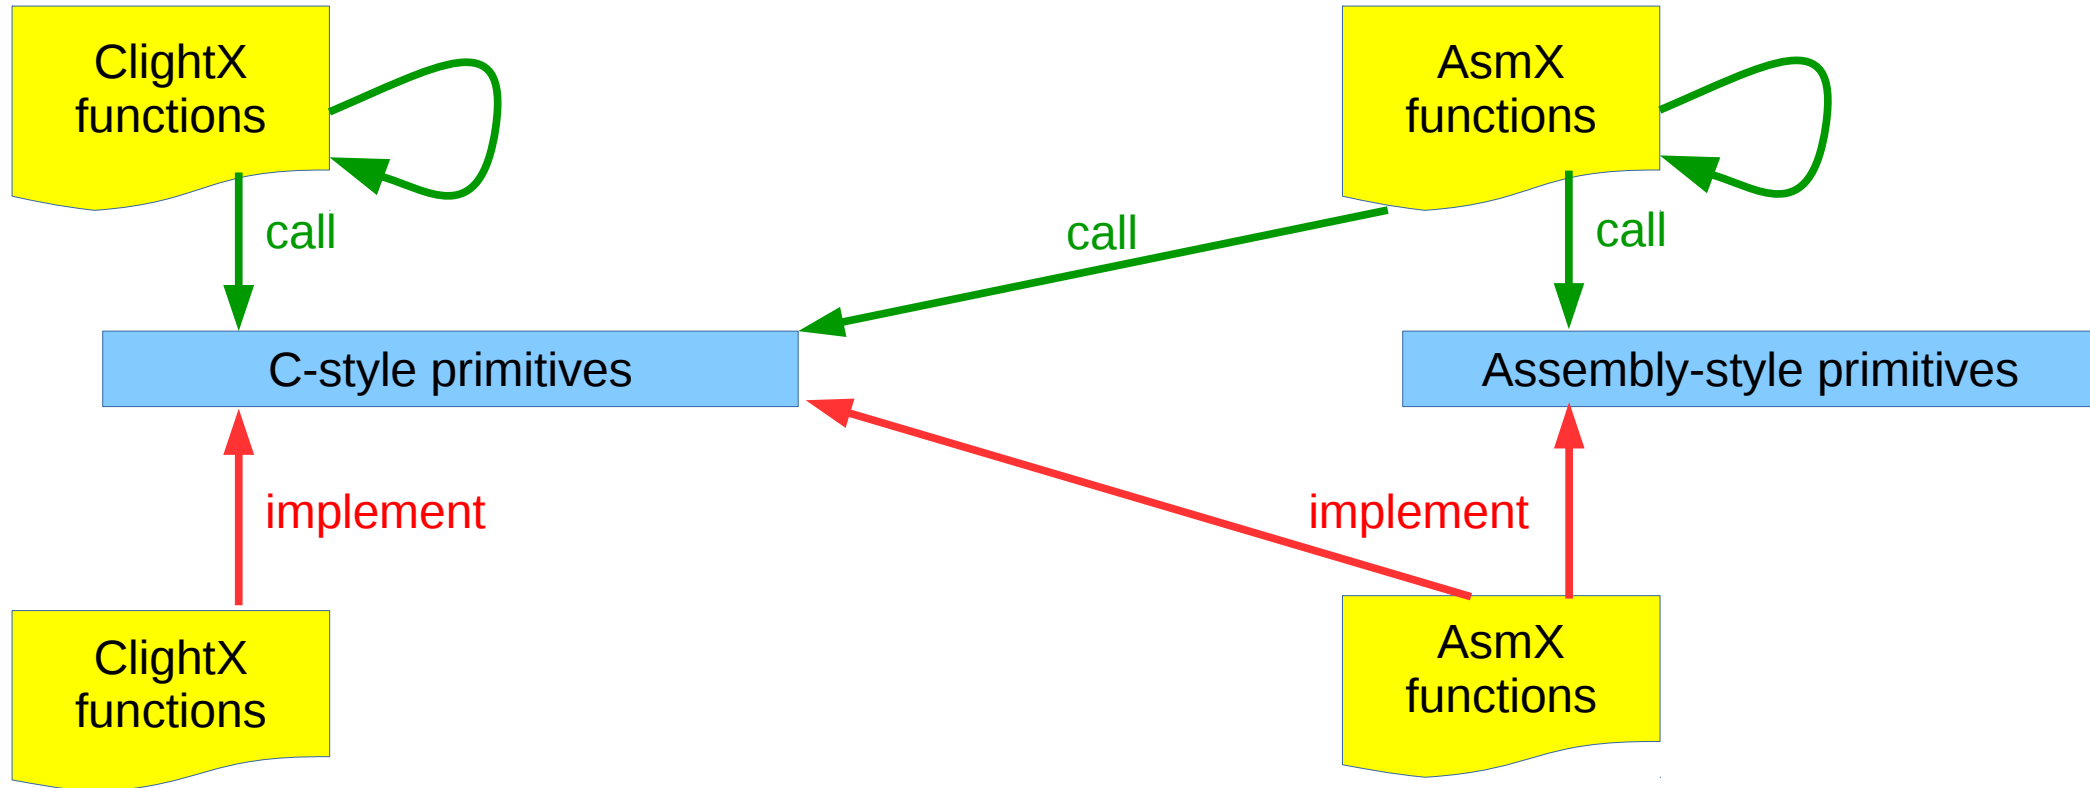 ClightX
functions
AsmX
functions
call
call
call
C-style primitives
Assembly-style primitives
implement
implement
ClightX
functions
AsmX
functions